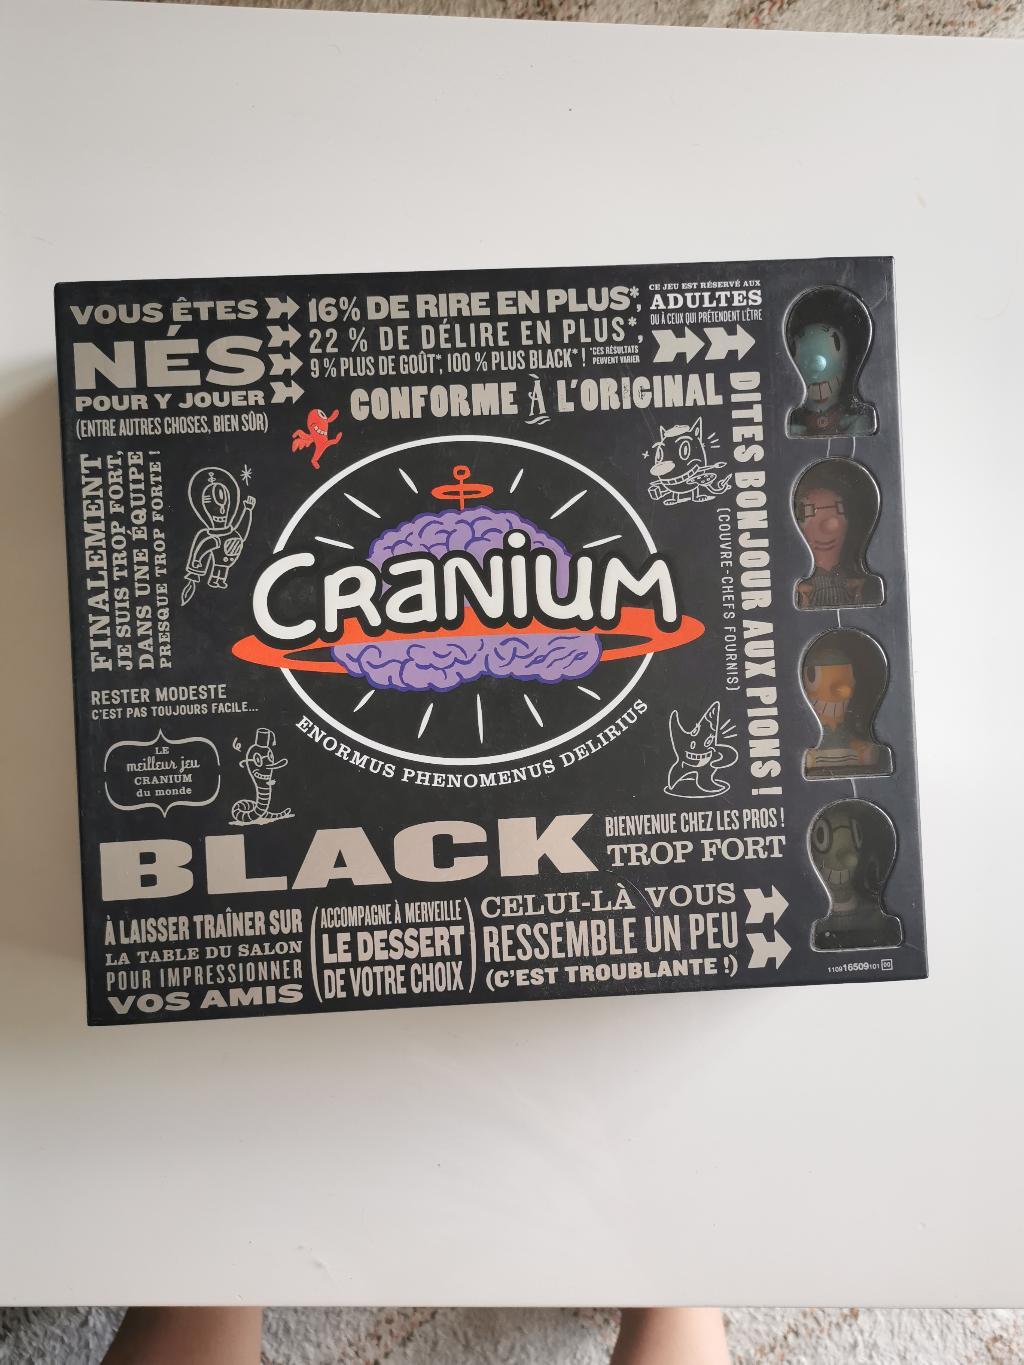 VOUS ÊTES
NÉS
POUR Y JOUER
(ENTRE AUTRES CHOSES, BIEN SÛR)
16% DE RIRE EN PLUS*,
22 % DE DÉLIRE EN PLUS*,
9 % PLUS DE GOÛT*, 100 % PLUS BLACK* !
*CES RÉSULTATS
PEUVENT VARIER
CE JEU EST RÉSERVÉ AUX
ADULTES
OU À CEUX QUI PRÉTENDENT L'ÊTRE
CONFORME À L'ORIGINAL
FINALEMENT
JE SUIS TROP FORT,
DANS UNE ÉQUIPE
PRESQUE TROP FORTE !
DITES BONJOUR AUX PIONS !
(COUVRE-CHEFS FOURNIS)
CRANIUM
ENORMUS PHENOMENUS DELIRIUS
RESTER MODESTE
C'EST PAS TOUJOURS FACILE...
LE
meilleur jeu
CRANIUM
du monde
BLACK
BIENVENUE CHEZ LES PROS !
TROP FORT
À LAISSER TRAÎNER SUR
LA TABLE DU SALON
POUR IMPRESSIONNER
VOS AMIS
(ACCOMPAGNE À MERVEILLE
LE DESSERT
DE VOTRE CHOIX)
CELUI-LÀ VOUS
RESSEMBLE UN PEU
(C'EST TROUBLANTE !)
110916509101 00